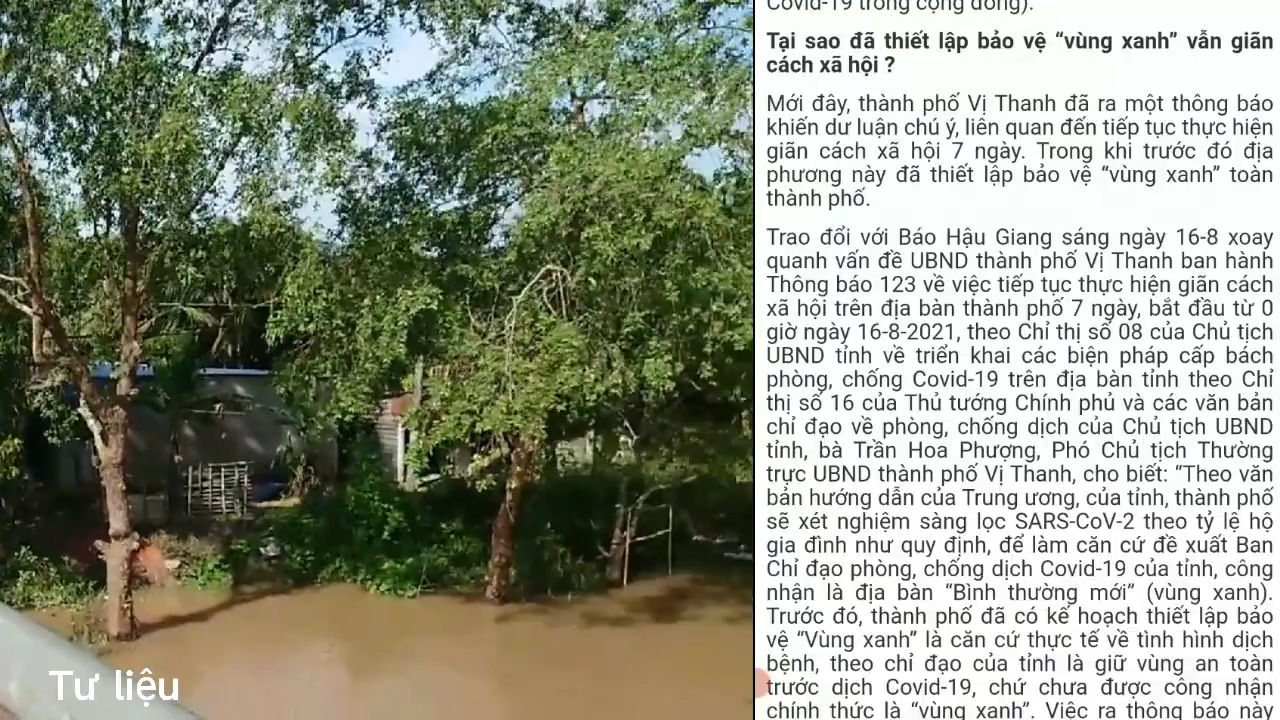 Covid-19 trong cộng đồng).
Tại sao đã thiết lập bảo vệ “vùng xanh” vẫn giãn
cách xã hội ?
Mới đây, thành phố Vị Thanh đã ra một thông báo
khiến dư luận chú ý, liên quan đến tiếp tục thực hiện
giãn cách xã hội 7 ngày. Trong khi trước đó địa
phương này đã thiết lập bảo vệ “vùng xanh” toàn
thành phố.
Trao đổi với Báo Hậu Giang sáng ngày 16-8 xoay
quanh vấn đề UBND thành phố Vị Thanh ban hành
Thông báo 123 về việc tiếp tục thực hiện giãn cách
xã hội trên địa bàn thành phố 7 ngày, bắt đầu từ 0
giờ ngày 16-8-2021, theo Chỉ thị số 08 của Chủ tịch
UBND tỉnh về triển khai các biện pháp cấp bách
phòng, chống Covid-19 trên địa bàn tỉnh theo Chỉ
thị số 16 của Thủ tướng Chính phủ và các văn bản
chỉ đạo về phòng, chống dịch của Chủ tịch UBND
tỉnh, bà Trần Hoa Phượng, Phó Chủ tịch Thường
trực UBND thành phố Vị Thanh, cho biết: “Theo văn
bản hướng dẫn của Trung ương, của tỉnh, thành phố
sẽ xét nghiệm sàng lọc SARS-CoV-2 theo tỷ lệ hộ
gia đình như quy định, để làm căn cứ đề xuất Ban
Chỉ đạo phòng, chống dịch Covid-19 của tỉnh, công
nhận là địa bàn “Bình thường mới” (vùng xanh).
Trước đó, thành phố đã có kế hoạch thiết lập bảo
vệ “Vùng xanh” là căn cứ thực tế về tình hình dịch
bệnh, theo chỉ đạo của tỉnh là giữ vùng an toàn
trước dịch Covid-19, chứ chưa được công nhận
chính thức là “vùng xanh”. Việc ra thông báo này
Tư liệu